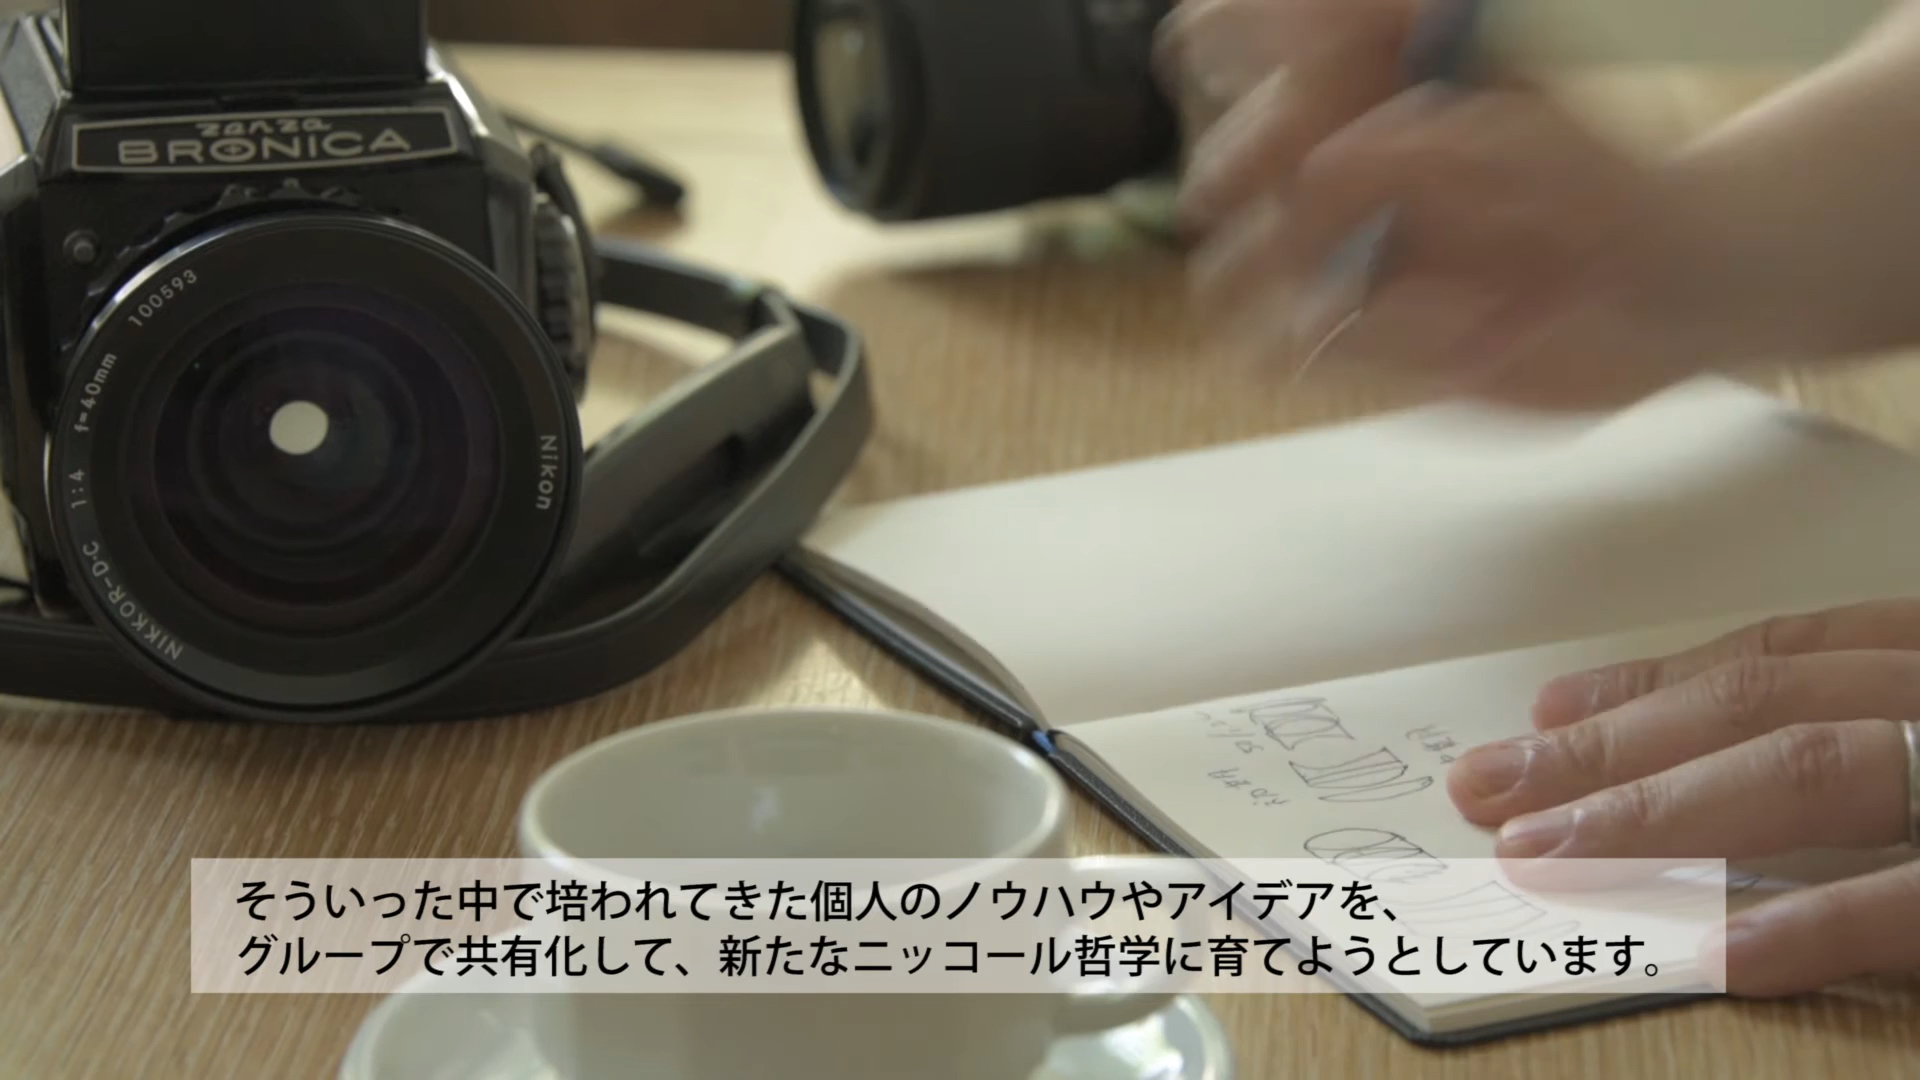 zenza
BRONICA
100593
f=40mm
1:4
NIKKOR-D·C
Nikon
そういった中で培われてきた個人のノウハウやアイデアを、
グループで共有化して、新たなニッコール哲学に育てようとしています。